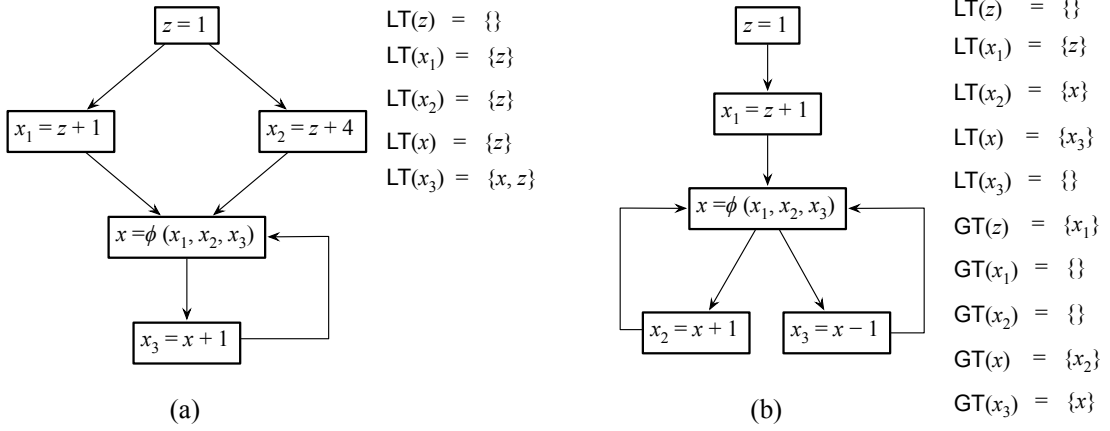 z = 1
x1 = z + 1
x2 = z + 4
x = ϕ (x1, x2, x3)
x3 = x + 1
(a)
LT(z) = {}
LT(x1) = {z}
LT(x2) = {z}
LT(x) = {z}
LT(x3) = {x, z}
z = 1
x1 = z + 1
x = ϕ (x1, x2, x3)
x2 = x + 1
x3 = x − 1
(b)
LT(z) = {}
LT(x1) = {z}
LT(x2) = {x}
LT(x) = {x3}
LT(x3) = {}
GT(z) = {x1}
GT(x1) = {}
GT(x2) = {}
GT(x) = {x2}
GT(x3) = {x}